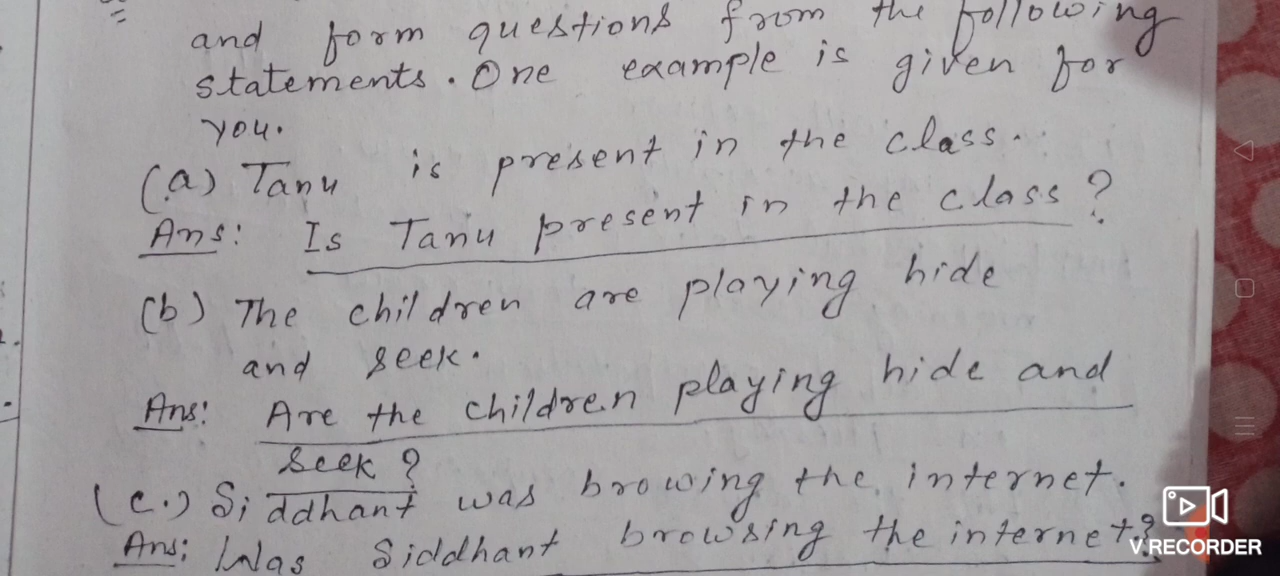 and form questions from the following
statements. One example is given for
you.
(a) Tanu is present in the class.
Ans: Is Tanu present in the class?
(b) The children are playing hide
and seek.
Ans: Are the children playing hide and
seek?
(c.) Siddhant was browing the internet.
Ans: Was Siddhant browsing the internet?
V RECORDER